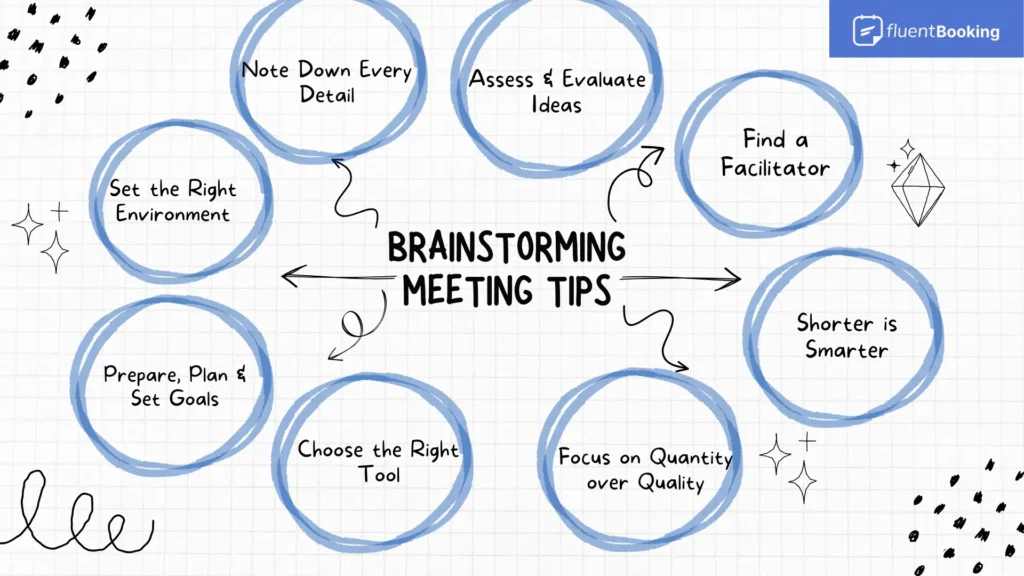 fluentBooking
Note Down Every
Detail
Assess & Evaluate
Ideas
Find a
Facilitator
Set the Right
Environment
BRAINSTORMING
MEETING TIPS
Shorter is
Smarter
Prepare, Plan &
Set Goals
Choose the Right
Tool
Focus on Quantity
over Quality